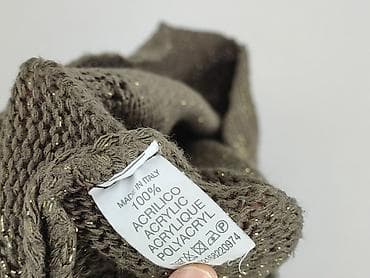 MADE IN ITALY
100%
ACRILICO
ACRYLIC
ACRYLIQUE
POLYACRYL